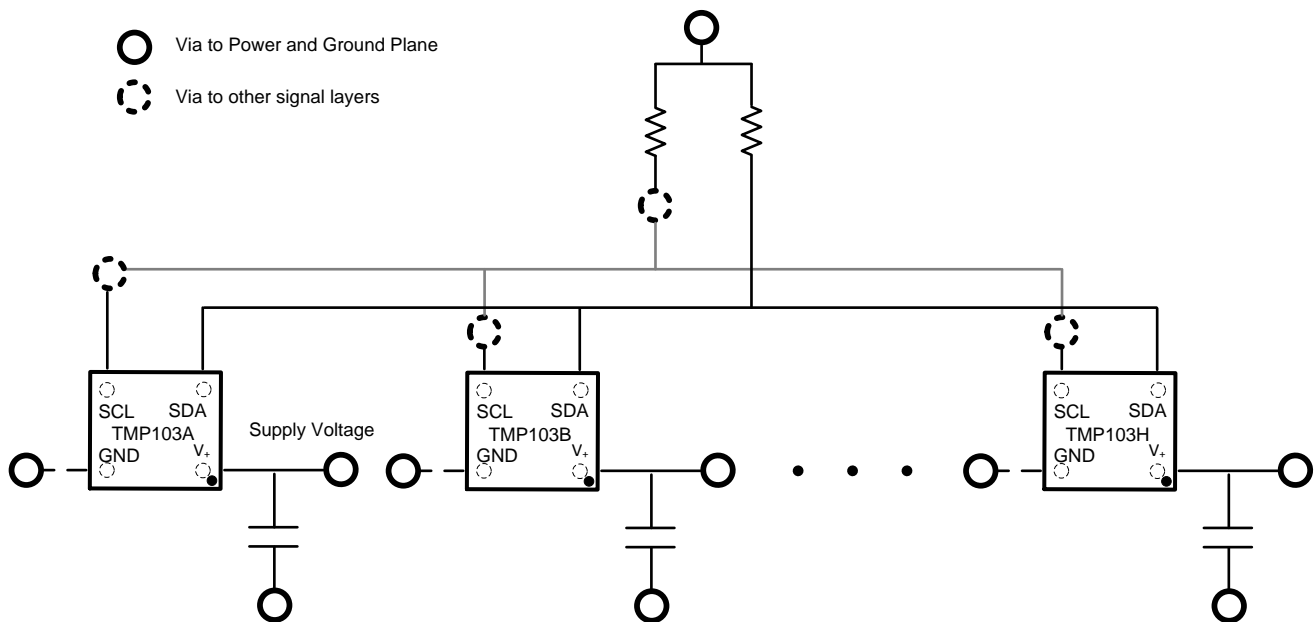 Via to Power and Ground Plane
Via to other signal layers
SCL SDA
TMP103A
GND V+
Supply Voltage
SCL SDA
TMP103B
GND V+
SCL SDA
TMP103H
GND V+